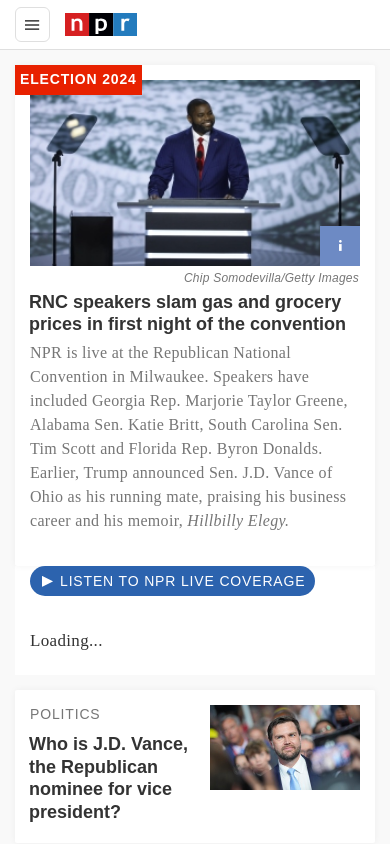 npr
ELECTION 2024
i
Chip Somodevilla/Getty Images
RNC speakers slam gas and grocery
prices in first night of the convention
NPR is live at the Republican National
Convention in Milwaukee. Speakers have
included Georgia Rep. Marjorie Taylor Greene,
Alabama Sen. Katie Britt, South Carolina Sen.
Tim Scott and Florida Rep. Byron Donalds.
Earlier, Trump announced Sen. J.D. Vance of
Ohio as his running mate, praising his business
career and his memoir, Hillbilly Elegy.
LISTEN TO NPR LIVE COVERAGE
Loading...
POLITICS
Who is J.D. Vance,
the Republican
nominee for vice
president?